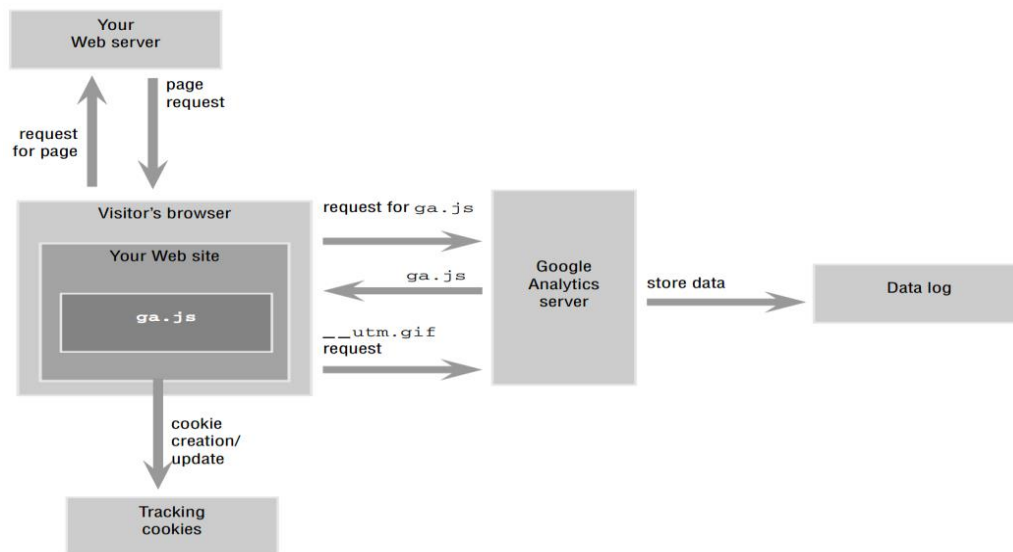 Your
Web server
page
request
request
for page
Visitor's browser
Your Web site
ga.js
request for ga.js
ga.js
__utm.gif
request
Google
Analytics
server
store data
Data log
cookie
creation/
update
Tracking
cookies